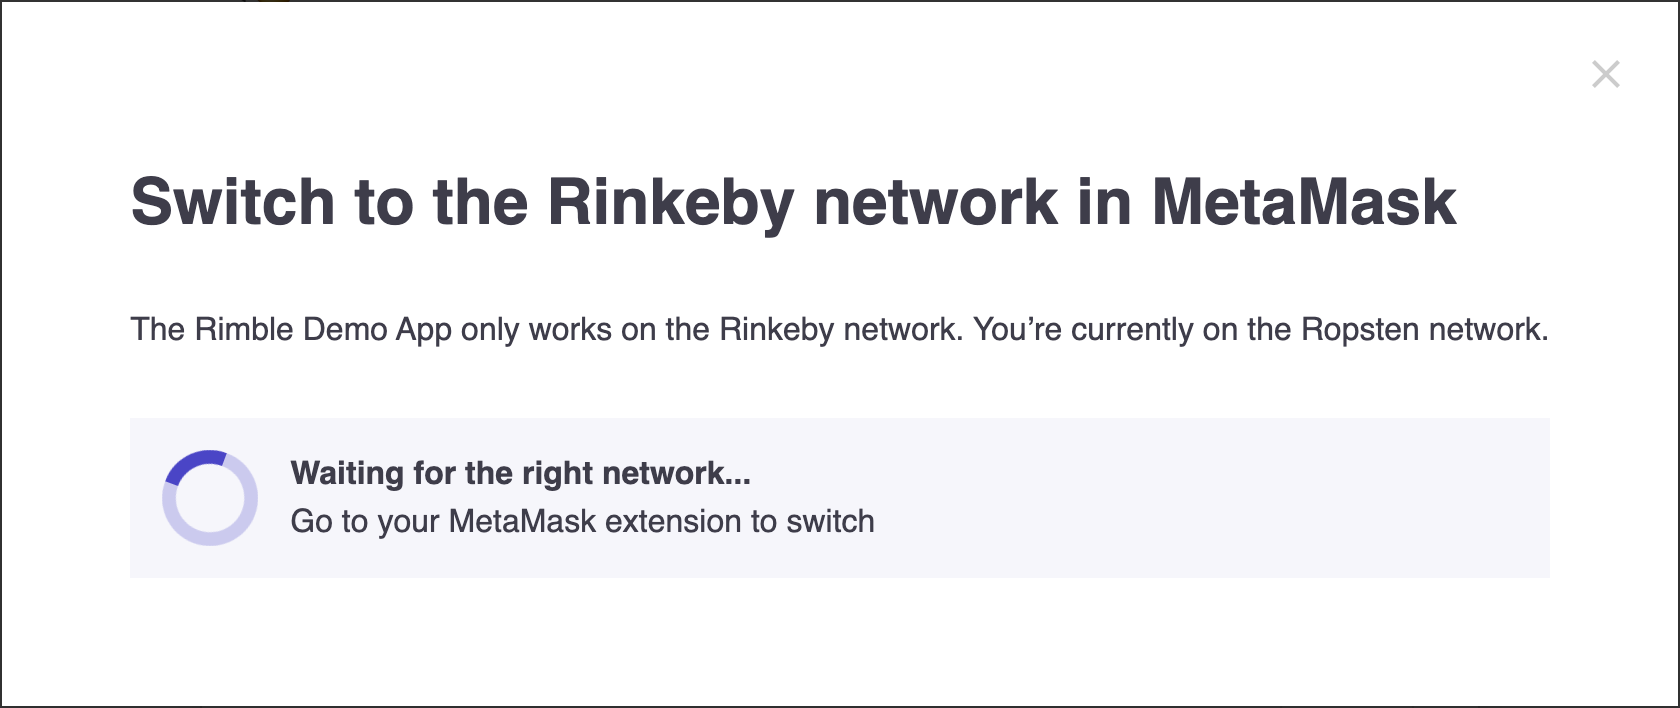 Switch to the Rinkeby network in MetaMask
The Rimble Demo App only works on the Rinkeby network. You’re currently on the Ropsten network.
Waiting for the right network...
Go to your MetaMask extension to switch